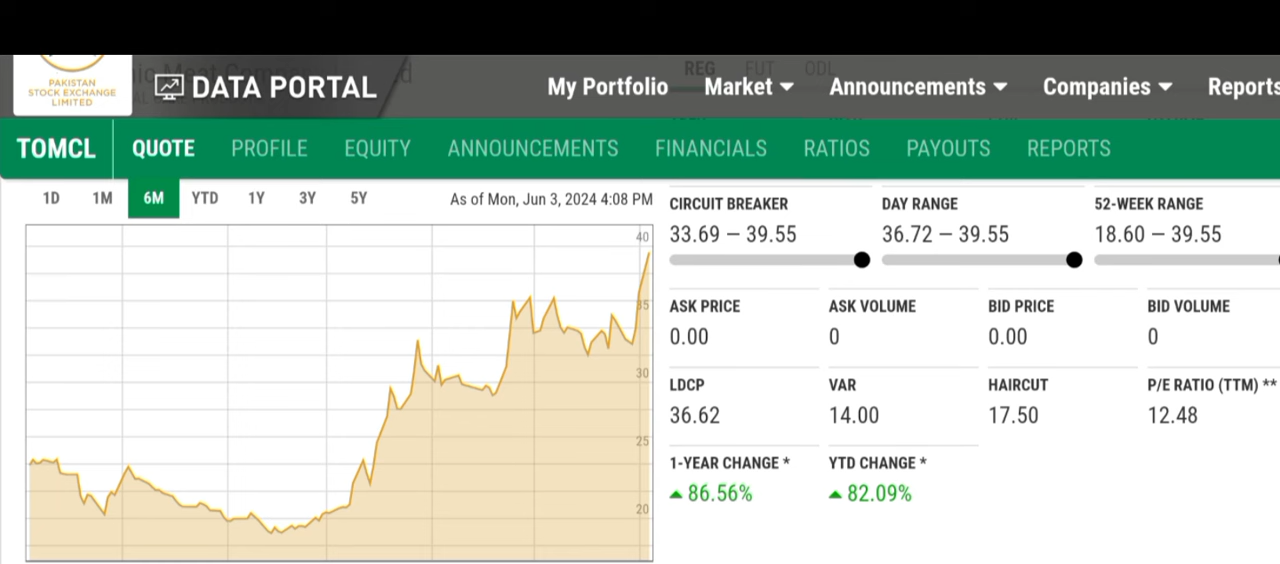 PAKISTAN
STOCK EXCHANGE
LIMITED
DATA PORTAL
REG FUT ODL
My Portfolio Market Announcements Companies Reports
TOMCL QUOTE PROFILE EQUITY ANNOUNCEMENTS FINANCIALS RATIOS PAYOUTS REPORTS
1D 1M 6M YTD 1Y 3Y 5Y As of Mon, Jun 3, 2024 4:08 PM
40
35
30
25
20
CIRCUIT BREAKER DAY RANGE 52-WEEK RANGE
33.69 — 39.55 36.72 — 39.55 18.60 — 39.55
ASK PRICE ASK VOLUME BID PRICE BID VOLUME
0.00 0 0.00 0
LDCP VAR HAIRCUT P/E RATIO (TTM) **
36.62 14.00 17.50 12.48
1-YEAR CHANGE * YTD CHANGE *
86.56% 82.09%